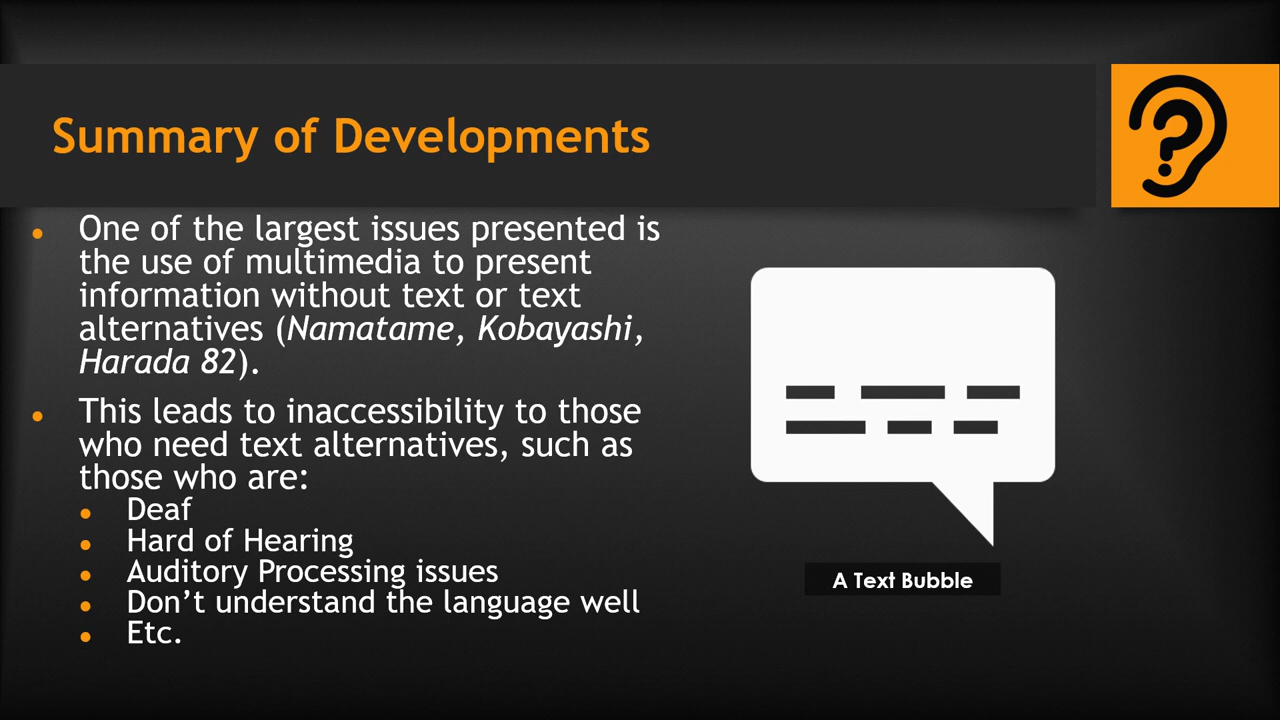 Summary of Developments
• One of the largest issues presented is
the use of multimedia to present
information without text or text
alternatives (Namatame, Kobayashi,
Harada 82).
• This leads to inaccessibility to those
who need text alternatives, such as
those who are:
• Deaf
• Hard of Hearing
• Auditory Processing issues
• Don’t understand the language well
• Etc.
A Text Bubble